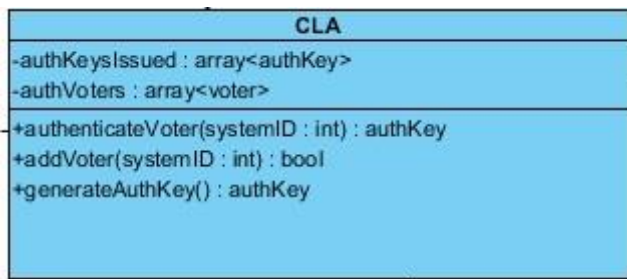 CLA
-authKeysIssued : array<authKey>
-authVoters : array<voter>
+authenticateVoter(systemID : int) : authKey
+addVoter(systemID : int) : bool
+generateAuthKey() : authKey